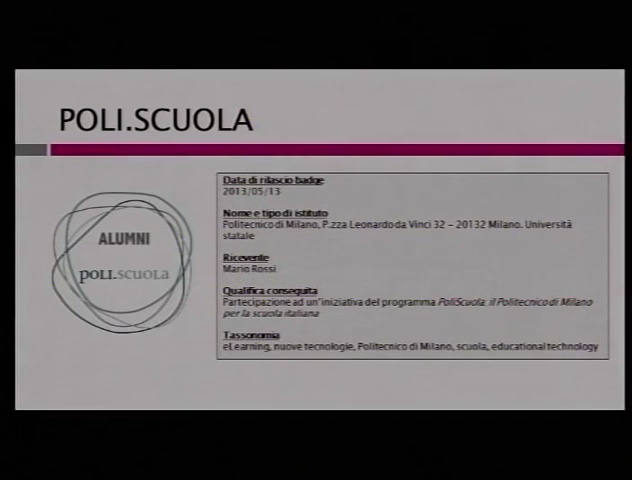 POLI.SCUOLA
ALUMNI
POLI.SCUOLA
Data di rilascio badge
2013/05/13
Nome e tipo di istituto
Politecnico di Milano, P.zza Leonardo da Vinci 32 – 20132 Milano. Università
statale
Ricevente
Mario Rossi
Qualifica conseguita
Partecipazione ad un'iniziativa del programma PoliScuola: il Politecnico di Milano
per la scuola italiana
Tassonomia
eLearning, nuove tecnologie, Politecnico di Milano, scuola, educational technology